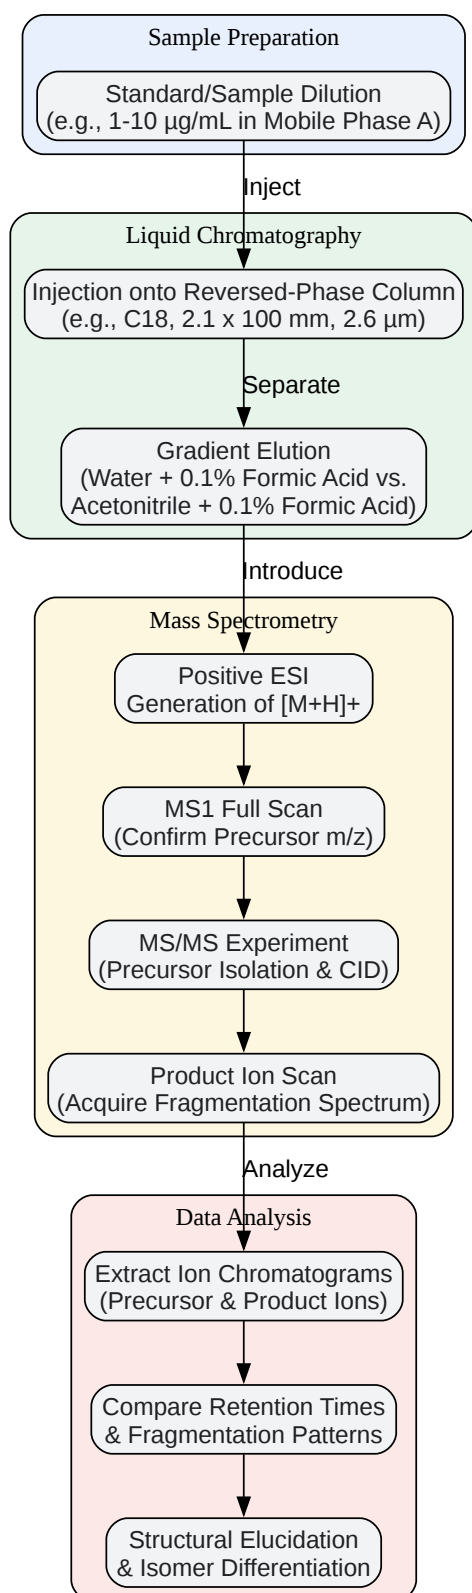 Sample Preparation
Standard/Sample Dilution
(e.g., 1-10 µg/mL in Mobile Phase A)
Inject
Liquid Chromatography
Injection onto Reversed-Phase Column
(e.g., C18, 2.1 x 100 mm, 2.6 µm)
Separate
Gradient Elution
(Water + 0.1% Formic Acid vs.
Acetonitrile + 0.1% Formic Acid)
Introduce
Mass Spectrometry
Positive ESI
Generation of [M+H]+
MS1 Full Scan
(Confirm Precursor m/z)
MS/MS Experiment
(Precursor Isolation & CID)
Product Ion Scan
(Acquire Fragmentation Spectrum)
Analyze
Data Analysis
Extract Ion Chromatograms
(Precursor & Product Ions)
Compare Retention Times
& Fragmentation Patterns
Structural Elucidation
& Isomer Differentiation